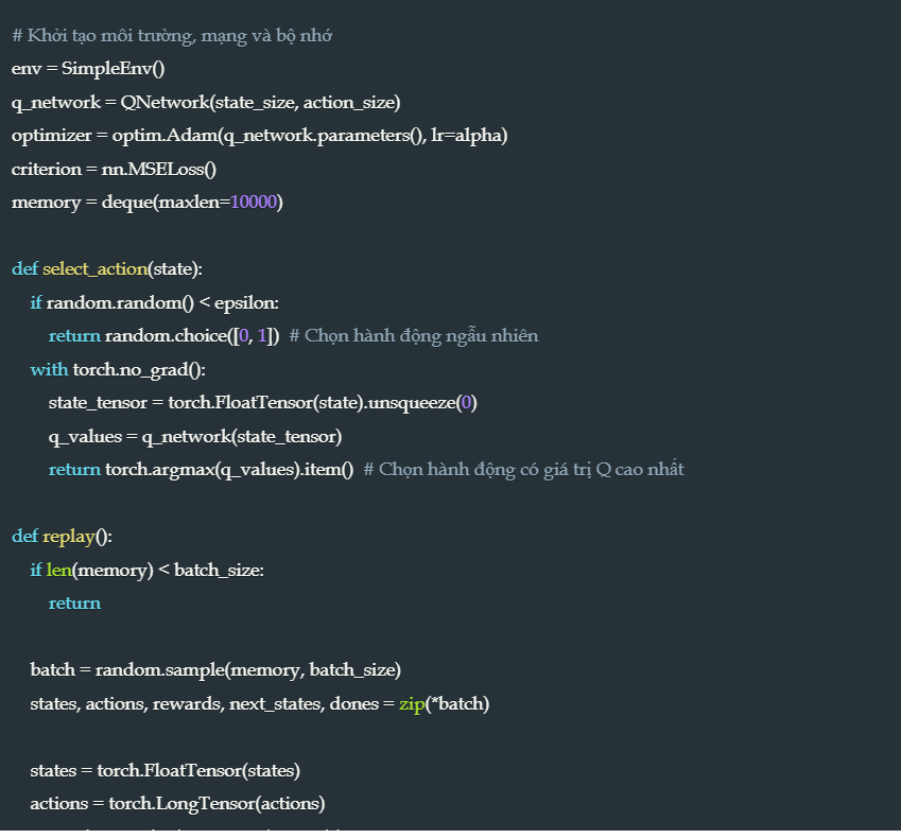 # Khởi tạo môi trường, mạng và bộ nhớ
env = SimpleEnv()
q_network = QNetwork(state_size, action_size)
optimizer = optim.Adam(q_network.parameters(), lr=alpha)
criterion = nn.MSELoss()
memory = deque(maxlen=10000)
def select_action(state):
if random.random() < epsilon:
return random.choice([0, 1])  # Chọn hành động ngẫu nhiên
with torch.no_grad():
state_tensor = torch.FloatTensor(state).unsqueeze(0)
q_values = q_network(state_tensor)
return torch.argmax(q_values).item()  # Chọn hành động có giá trị Q cao nhất
def replay():
if len(memory) < batch_size:
return
batch = random.sample(memory, batch_size)
states, actions, rewards, next_states, dones = zip(*batch)
states = torch.FloatTensor(states)
actions = torch.LongTensor(actions)